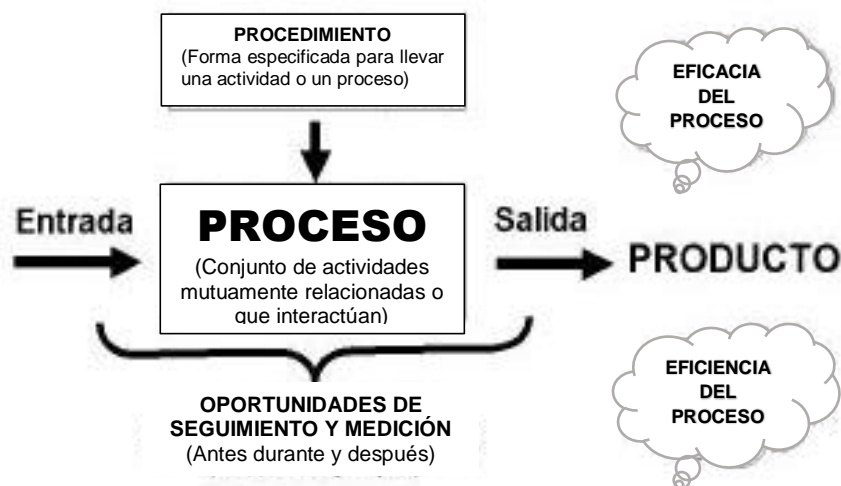 PROCEDIMIENTO
(Forma especificada para llevar
una actividad o un proceso)
EFICACIA
DEL
PROCESO
Entrada
PROCESO
(Conjunto de actividades
mutuamente relacionadas o
que interactúan)
Salida
PRODUCTO
OPORTUNIDADES DE
SEGUIMIENTO Y MEDICIÓN
(Antes durante y después)
EFICIENCIA
DEL
PROCESO